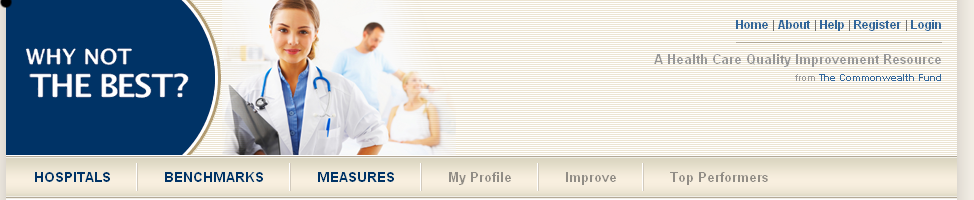 Home | About | Help | Register | Login
WHY NOT
THE BEST?
A Health Care Quality Improvement Resource
from The Commonwealth Fund
HOSPITALS
BENCHMARKS
MEASURES
My Profile
Improve
Top Performers